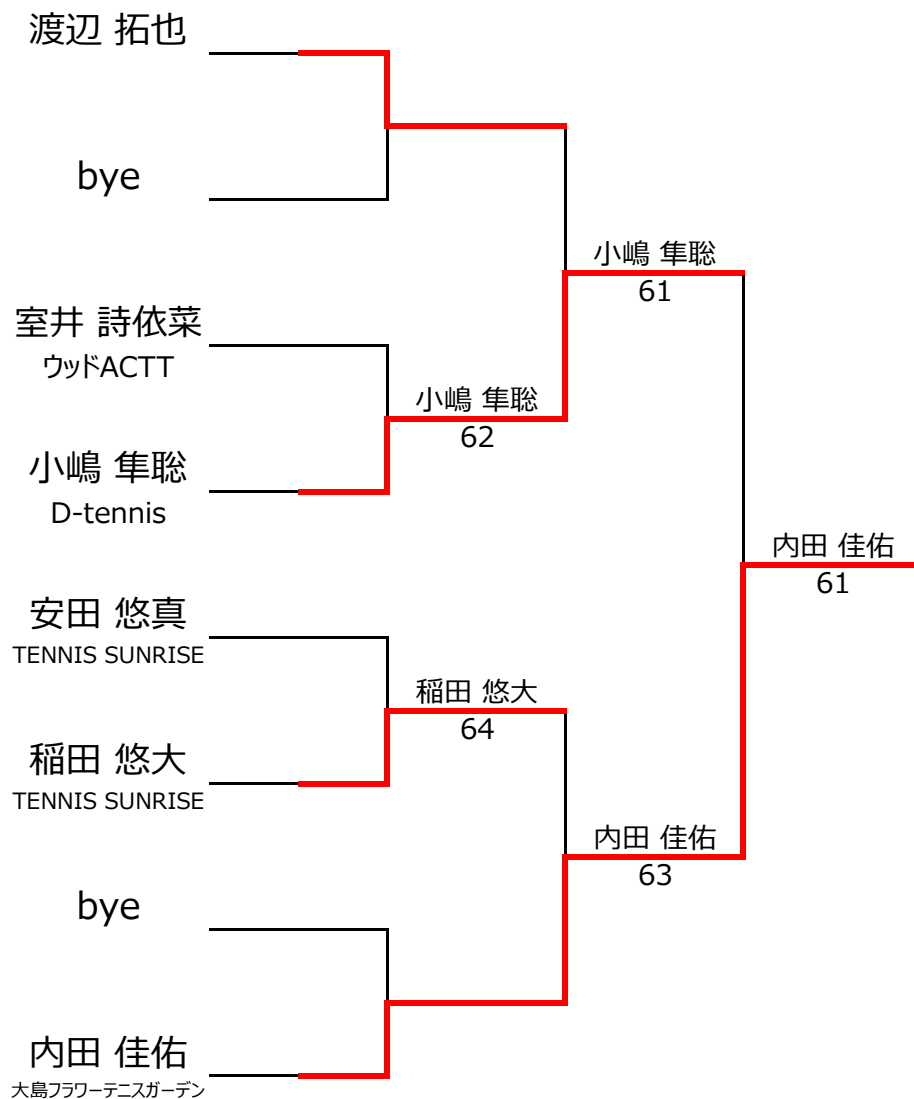 渡辺 拓也
bye
小嶋 隼聡
61
室井 詩依菜
ウッドACTT
小嶋 隼聡
62
小嶋 隼聡
D-tennis
内田 佳佑
61
安田 悠真
TENNIS SUNRISE
稲田 悠大
64
稲田 悠大
TENNIS SUNRISE
内田 佳佑
63
bye
内田 佳佑
大島フラワーテニスガーデン